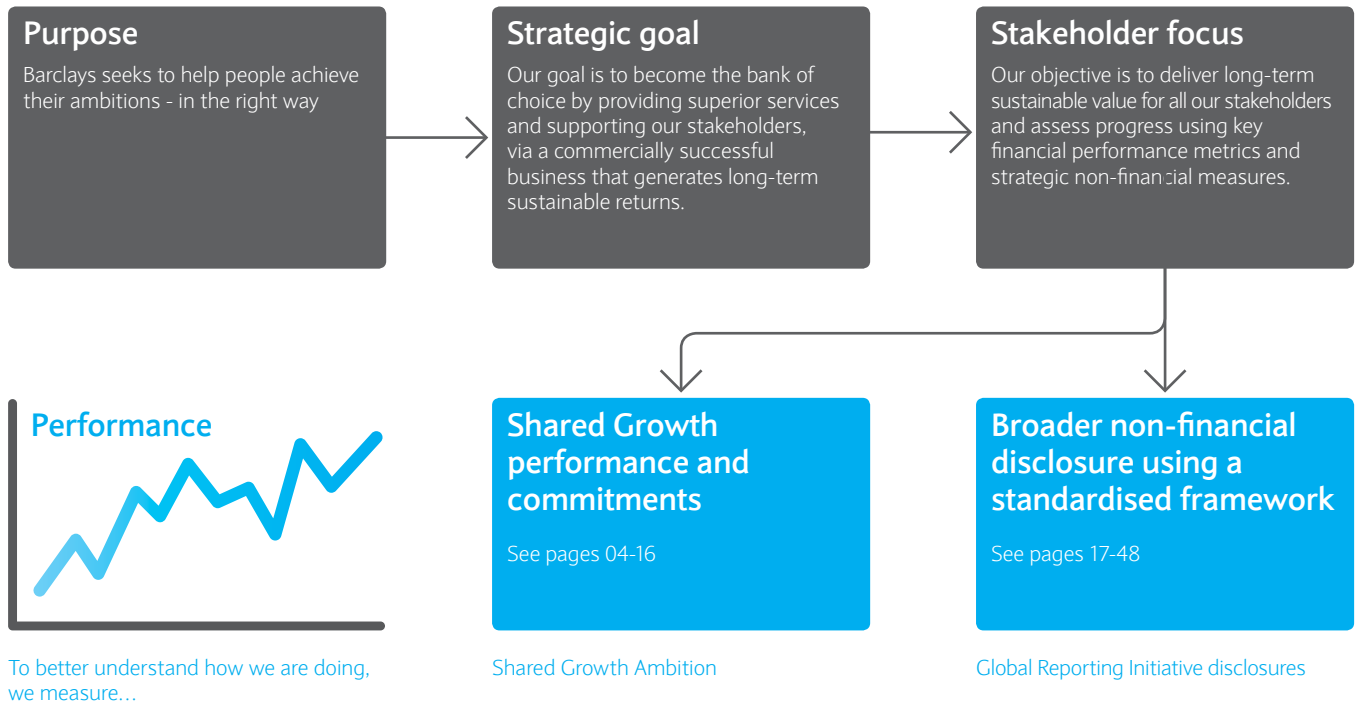 Purpose
Barclays seeks to help people achieve
their ambitions - in the right way
Strategic goal
Our goal is to become the bank of
choice by providing superior services
and supporting our stakeholders,
via a commercially successful
business that generates long-term
sustainable returns.
Stakeholder focus
Our objective is to deliver long-term
sustainable value for all our stakeholders
and assess progress using key
financial performance metrics and
strategic non-financial measures.
Performance
To better understand how we are doing,
we measure…
Shared Growth
performance and
commitments
See pages 04-16
Shared Growth Ambition
Broader non-financial
disclosure using a
standardised framework
See pages 17-48
Global Reporting Initiative disclosures